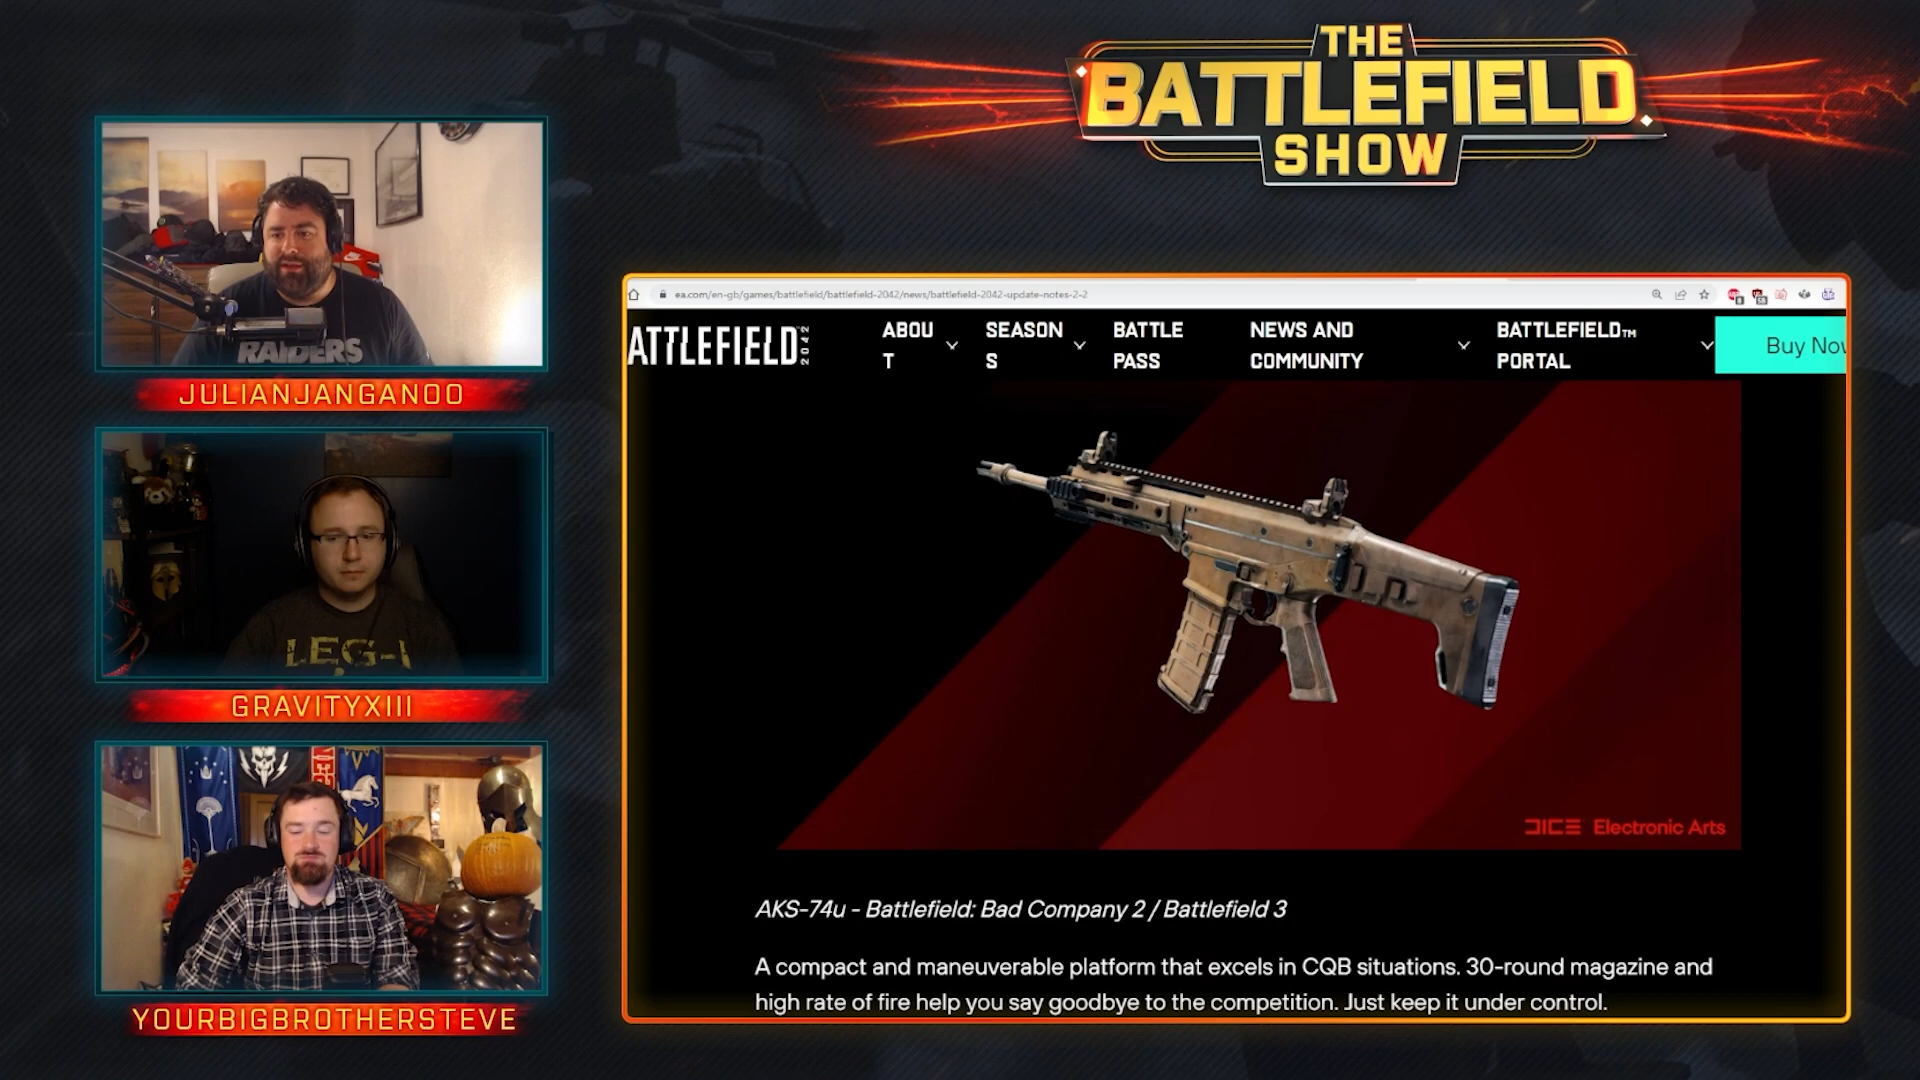 THE
BATTLEFIELD
SHOW
RAIDERS
JULIANJANGANOO
LEG-
GRAVITYXIII
YOURBIGBROTHERSTEVE
ea.com/en-gb/games/battlefield/battlefield-2042/news/battlefield-2042-update-notes-2-2
ATTLEFIELD 2042
ABOU
T
SEASON
S
BATTLE
PASS
NEWS AND
COMMUNITY
BATTLEFIELD™
PORTAL
Buy Nov
DICE Electronic Arts
AKS-74u - Battlefield: Bad Company 2 / Battlefield 3
A compact and maneuverable platform that excels in CQB situations. 30-round magazine and
high rate of fire help you say goodbye to the competition. Just keep it under control.